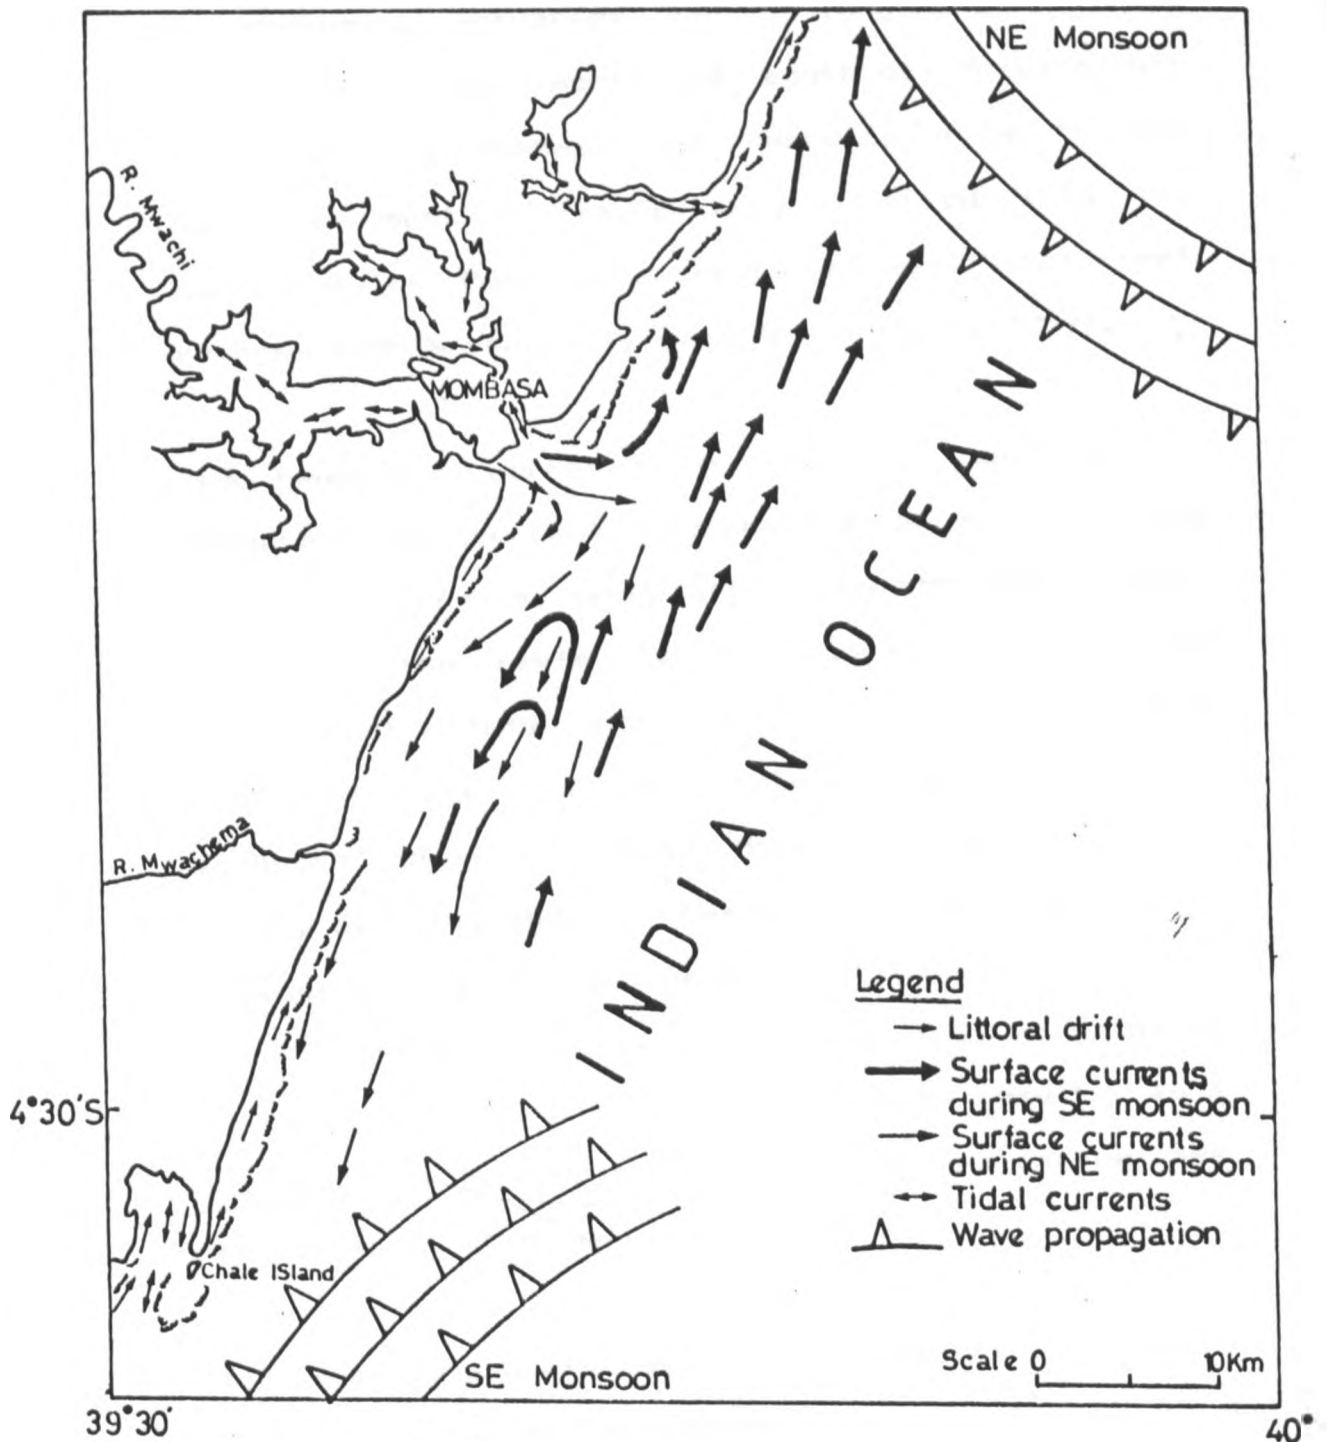 NE Monsoon
R. Mwachi
MOMBASA
INDIAN OCEAN
R. Mwachema
Legend
Littoral drift
Surface currents
during SE monsoon
Surface currents
during NE monsoon
Tidal currents
Wave propagation
4°30'S
Chale ISland
SE Monsoon
Scale 0 10Km
39°30'
40°